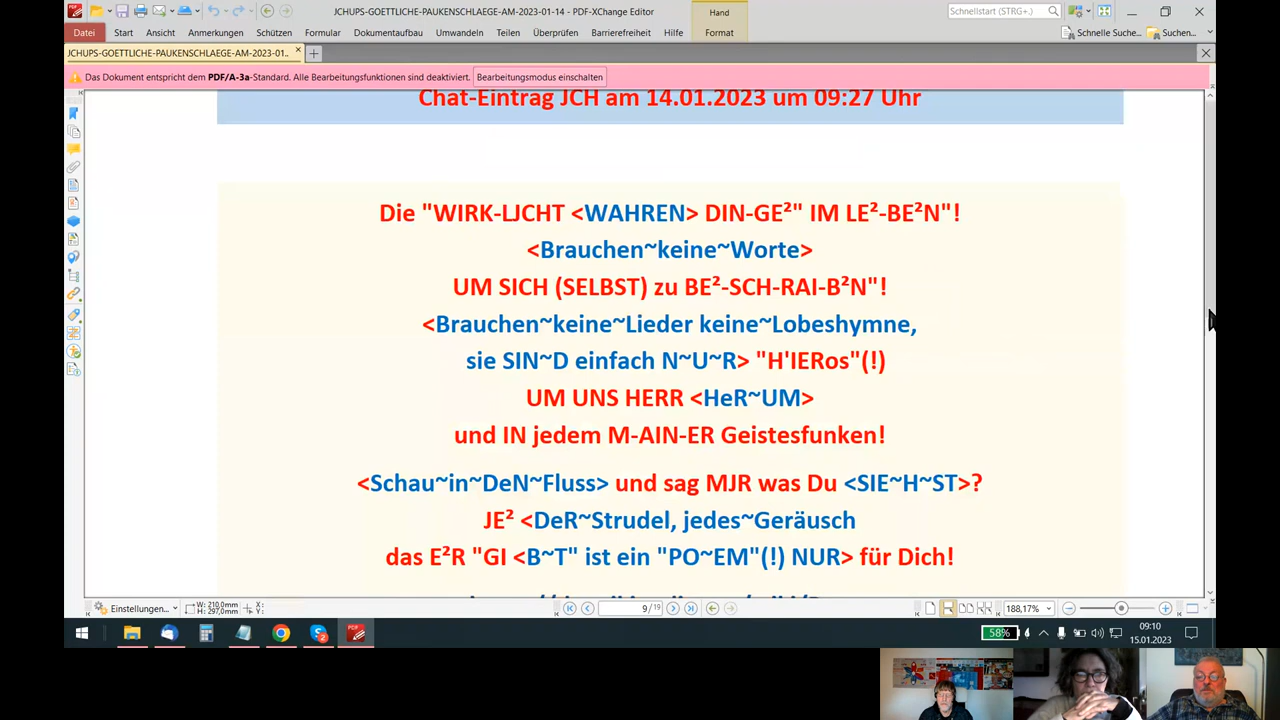 JCHUPS-GOETTLICHE-PAUKENSCHLAEGE-AM-2023-01-14 - PDF-XChange Editor
Hand
Schnellstart (STRG+.)
Datei Start Ansicht Anmerkungen Schützen Formular Dokumentaufbau Umwandeln Teilen Überprüfen Barrierefreiheit Hilfe Format Schnelle Suche... Suchen...
JCHUPS-GOETTLICHE-PAUKENSCHLAEGE-AM-2023-01..
Das Dokument entspricht dem PDF/A-3a-Standard. Alle Bearbeitungsfunktionen sind deaktiviert. Bearbeitungsmodus einschalten
Chat-Eintrag JCH am 14.01.2023 um 09:27 Uhr
Die "WIRK-LJCHT <WAHREN> DIN-GE²" IM LE²-BE²N"!
<Brauchen~keine~Worte>
UM SICH (SELBST) zu BE²-SCH-RAI-B²N"!
<Brauchen~keine~Lieder keine~Lobeshymne,
sie SIN~D einfach N~U~R> "H'IERos"(!)
UM UNS HERR <HeR~UM>
und IN jedem M-AIN-ER Geistesfunken!
<Schau~in~DeN~Fluss> und sag MJR was Du <SIE~H~ST>?
JE² <DeR~Strudel, jedes~Geräusch
das E²R "GI <B~T" ist ein "PO~EM"(!) NUR> für Dich!
Einstellungen... W: 210,0mm X: 9 / 19 188,17%
H: 297,0mm Y:
58% 09:10
15.01.2023